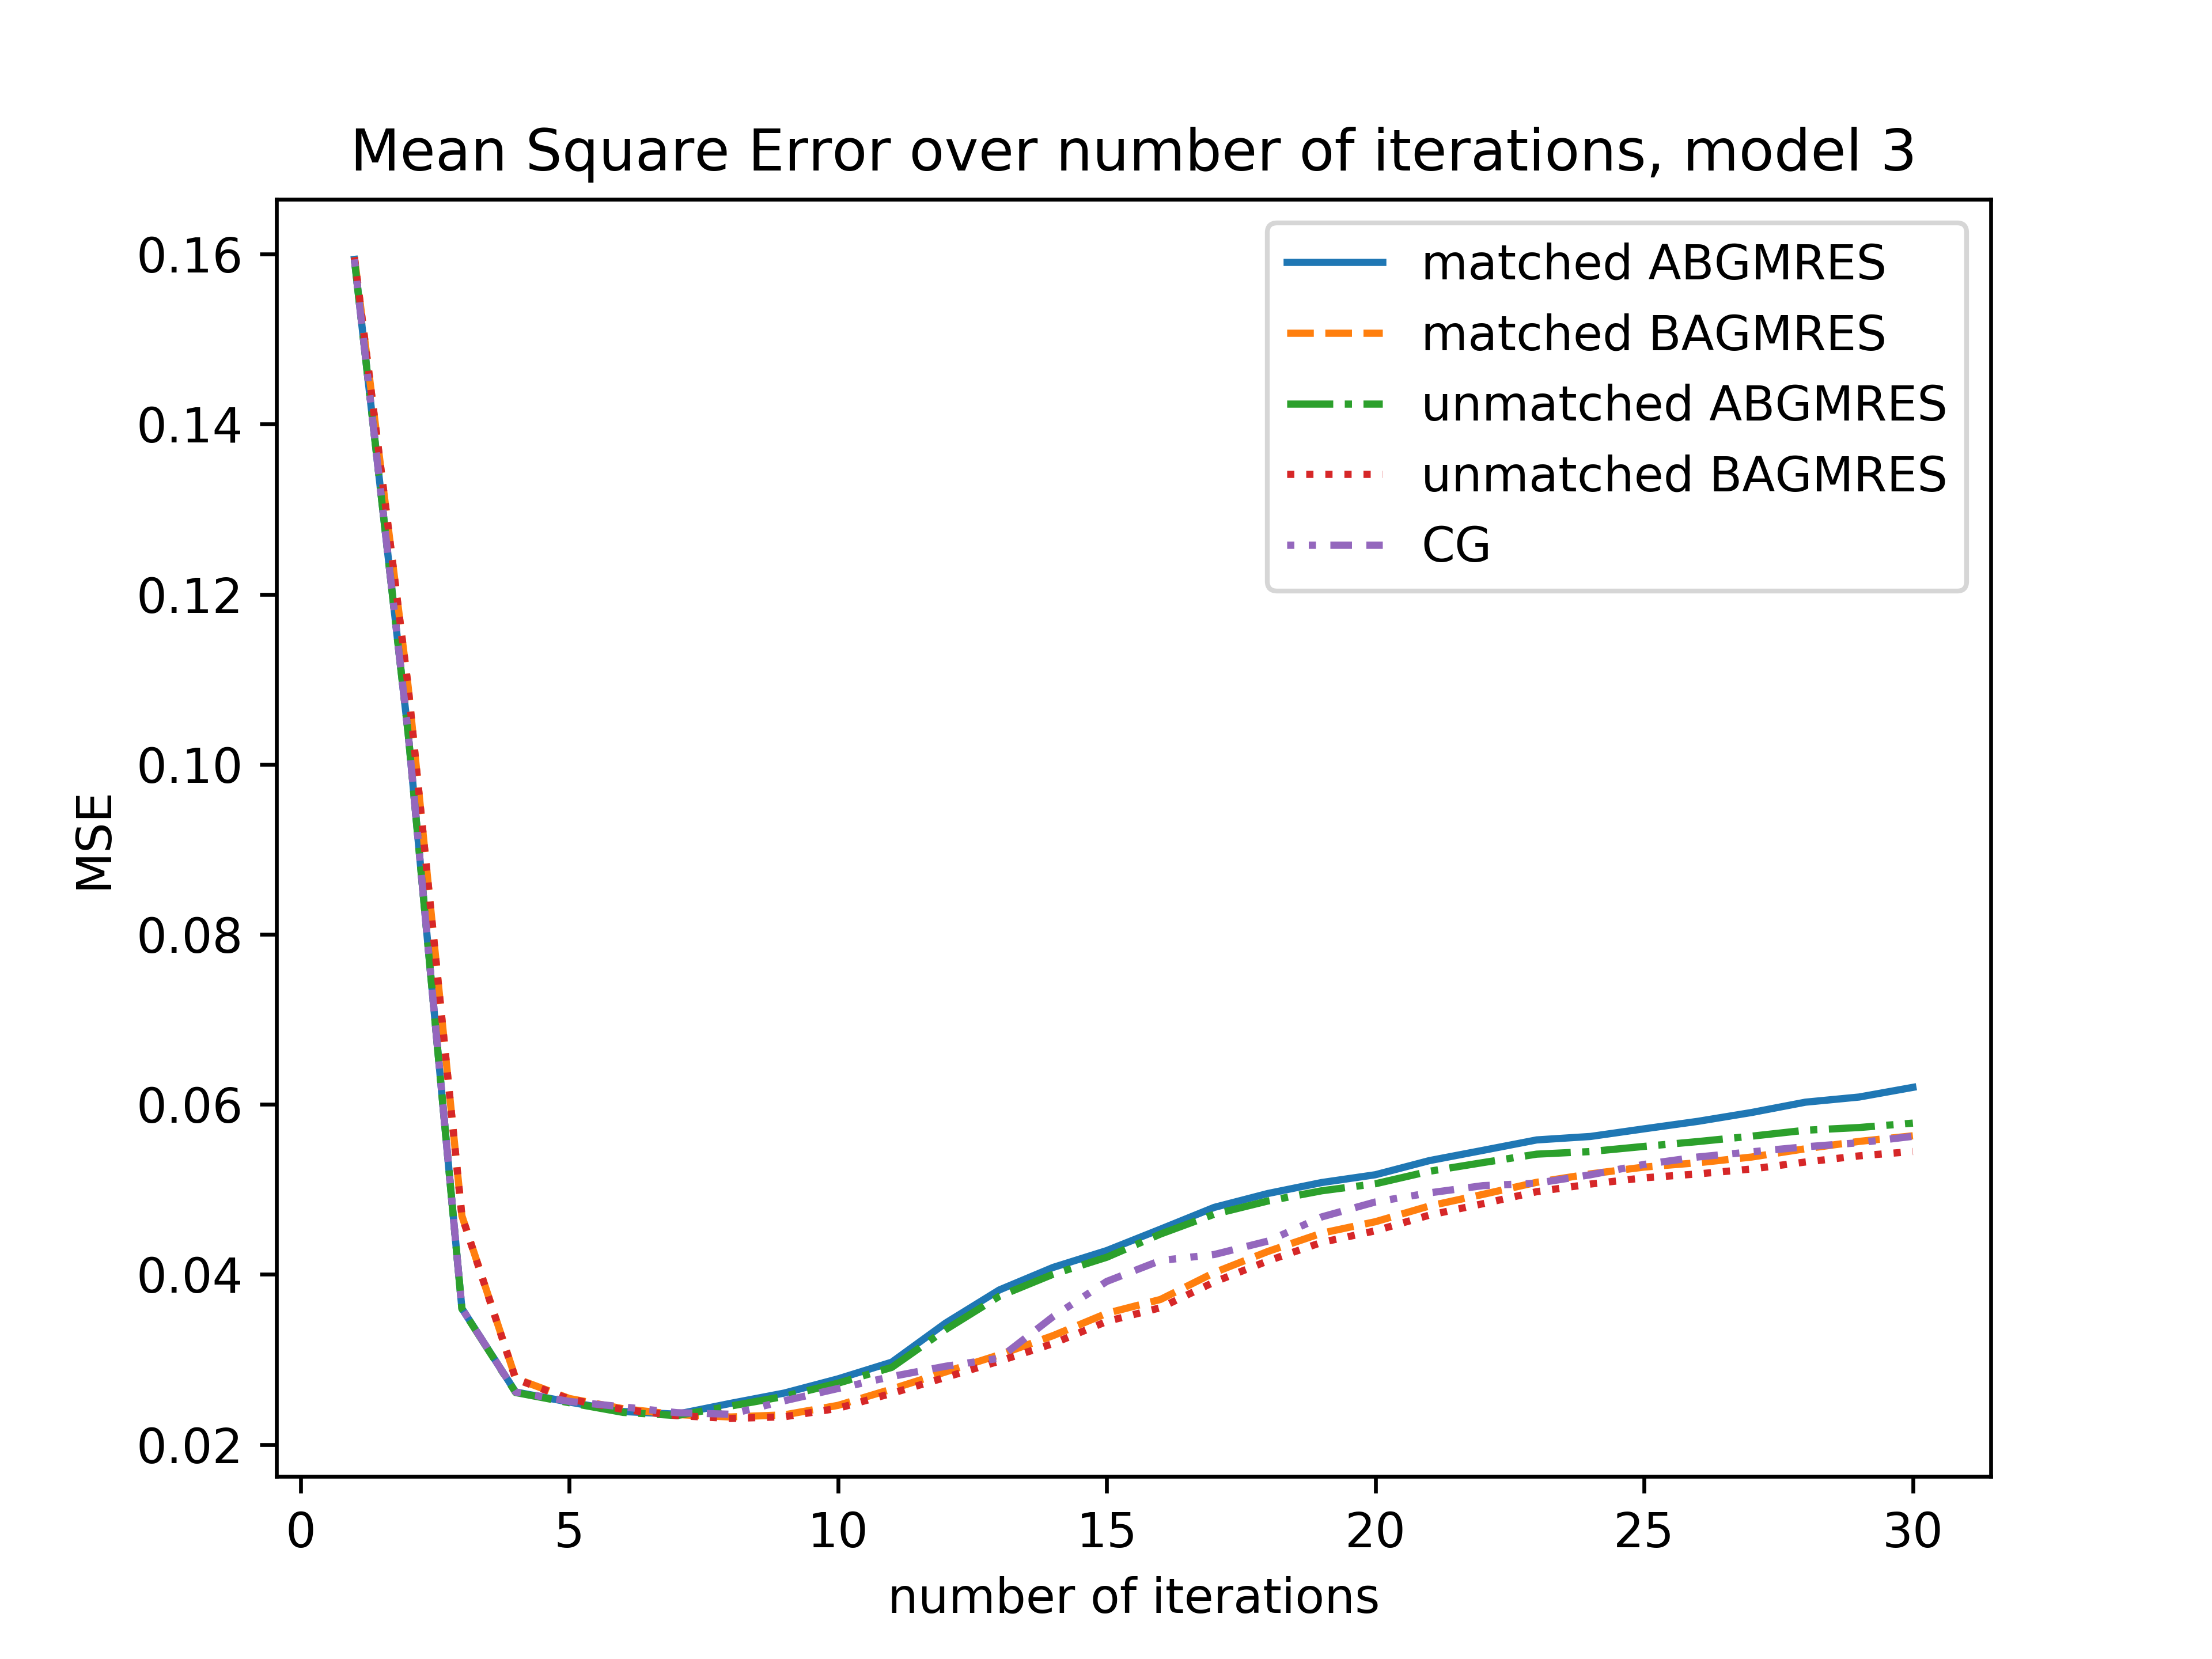 Mean Square Error over number of iterations, model 3
0.16
0.14
0.12
0.10
0.08
0.06
0.04
0.02
MSE
matched ABGMRES
matched BAGMRES
unmatched ABGMRES
unmatched BAGMRES
CG
0 5 10 15 20 25 30
number of iterations